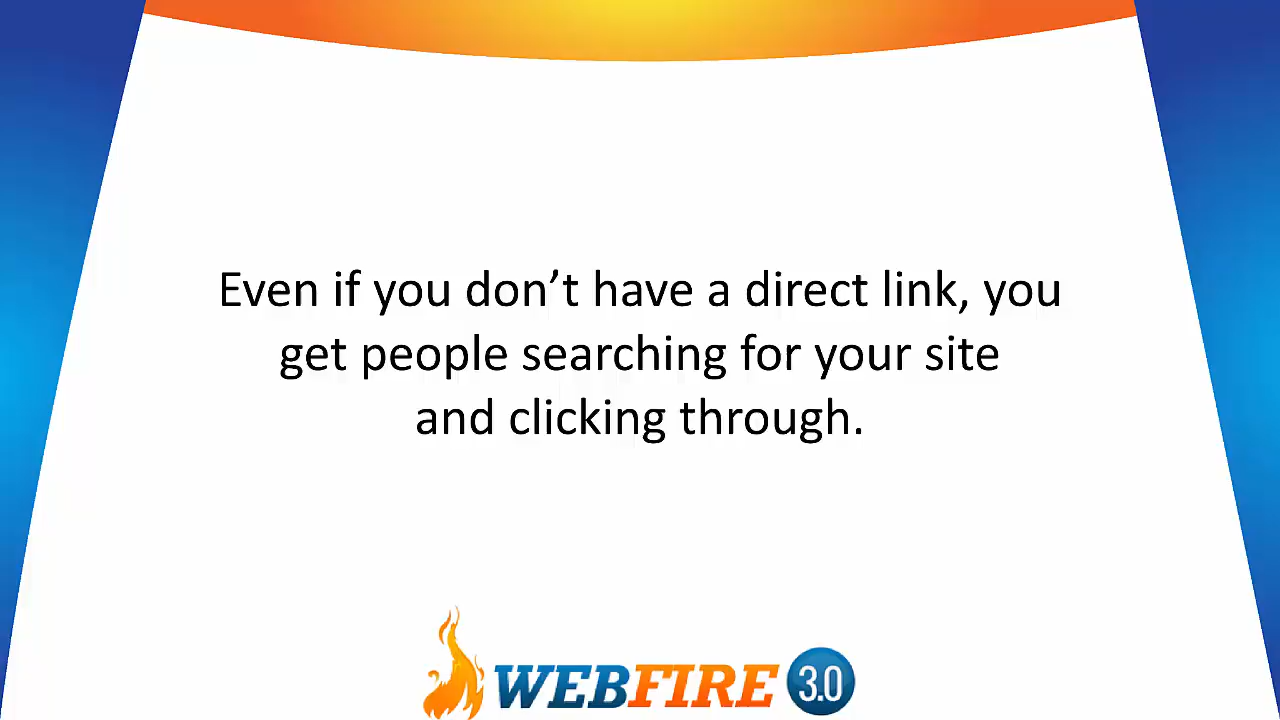 Even if you don’t have a direct link, you
get people searching for your site
and clicking through.
WEBFIRE 3.0